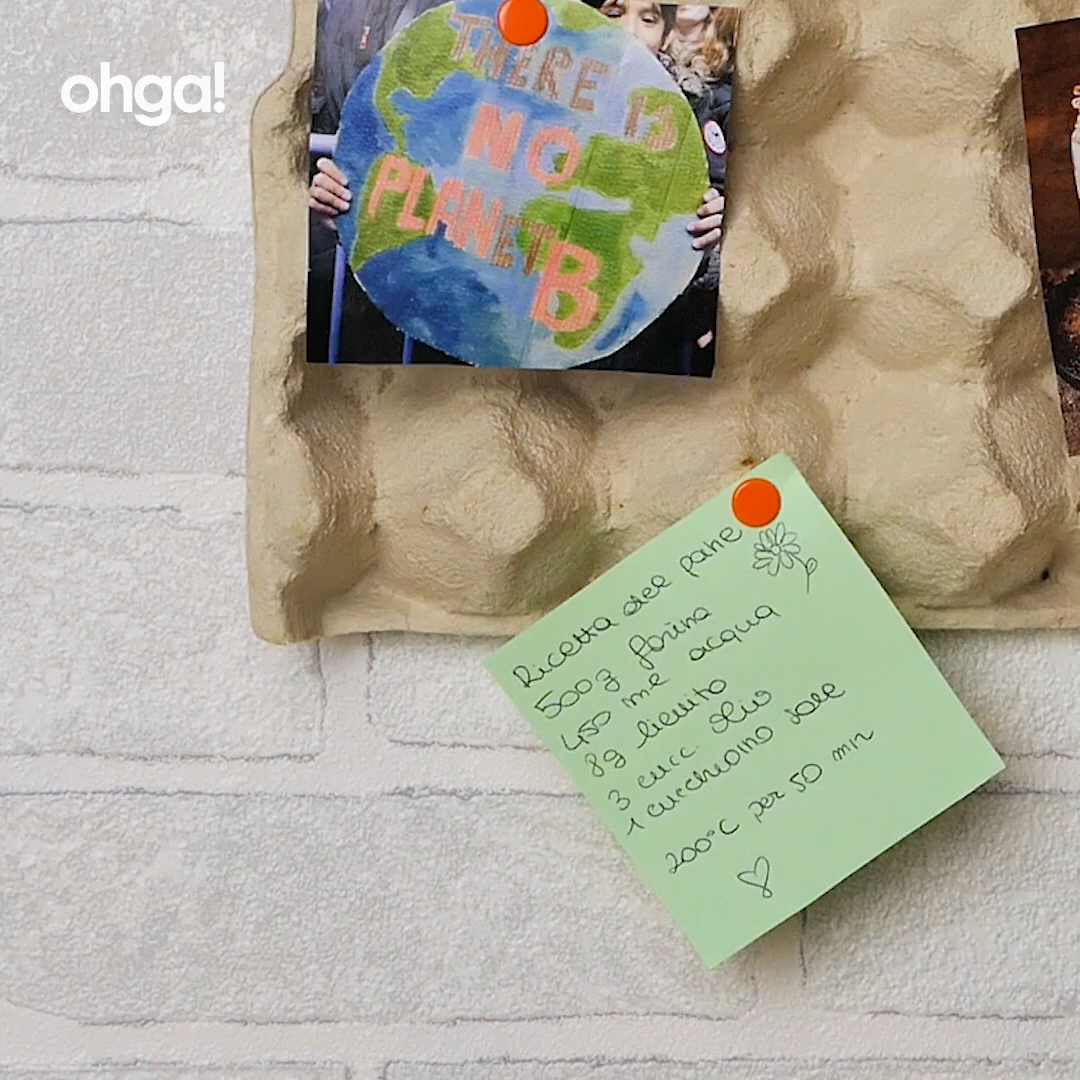 ohga!
THERE IS
NO
PLANET B
Ricetta del pane
500g farina
450 ml acqua
8g lievito
3 cucc. olio
1 cucchiaino sale
200°C per 50 min